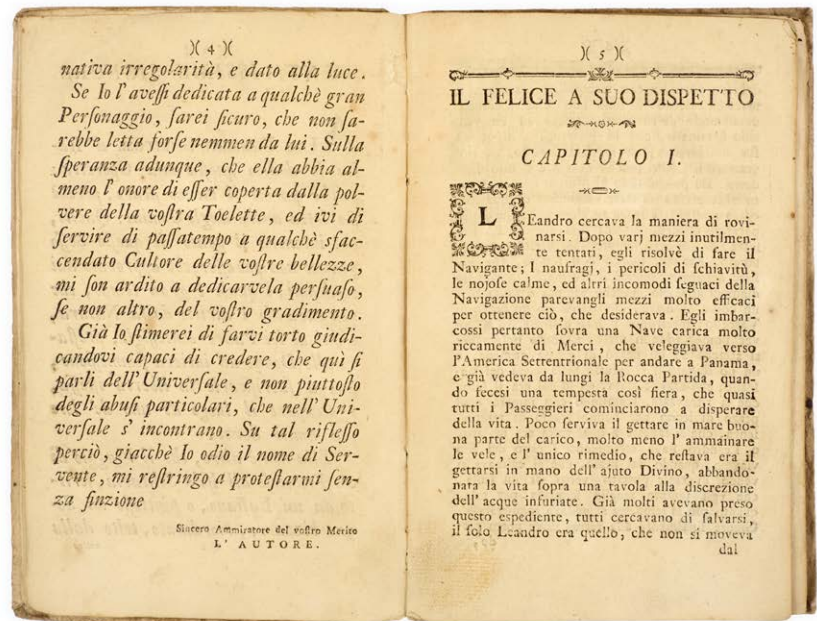 )( 4 )(
nativa irregolarità, e dato alla luce.
Se Io l'avessi dedicata a qualchè gran
Personaggio, sarei sicuro, che non sa-
rebbe letta forse nemmen da lui. Sulla
speranza adunque, che ella abbia al-
meno l'onore di esser coperta dalla pol-
vere della vostra Toelette, ed ivi di
servire di passatempo a qualchè sfac-
cendato Cultore delle vostre bellezze,
mi son ardito a dedicarvela persuaso,
se non altro, del vostro gradimento.
Già Io stimerei di farvi torto giudi-
candovi capaci di credere, che quì si
parli dell'Universale, e non piuttosto
degli abusi particolari, che nell'Uni-
versale s'incontrano. Su tal riflesso
perciò, giacchè Io odio il nome di Ser-
vente, mi restringo a protestarmi sen-
za finzione
Sincero Ammiratore del vostro Merito
L'AUTORE.
)( 5 )(
IL FELICE A SUO DISPETTO
CAPITOLO I.
LEandro cercava la maniera di rovi-
narsi. Dopo varj mezzi inutilmen-
te tentati, egli risolvè di fare il
Navigante; I naufragj, i pericoli di schiavitù,
le nojose calme, ed altri incomodi seguaci della
Navigazione parevangli mezzi molto efficaci
per ottenere ciò, che desiderava. Egli imbar-
cossi pertanto sovra una Nave carica molto
riccamente di Merci, che veleggiava verso
l'America Settentrionale per andare a Panama,
e già vedeva da lungi la Rocca Partida, quan-
do fecesi una tempesta così fiera, che quasi
tutti i Passeggieri cominciarono a disperare
della vita. Poco serviva il gettare in mare buo-
na parte del carico, molto meno l'ammainare
le vele, e l'unico rimedio, che restava era il
gettarsi in mano dell'ajuto Divino, abbando-
nata la vita sopra una tavola alla discrezione
dell'acque infuriate. Già molti avevano preso
questo espediente, tutti cercavano di salvarsi,
il solo Leandro era quello, che non si moveva
dal